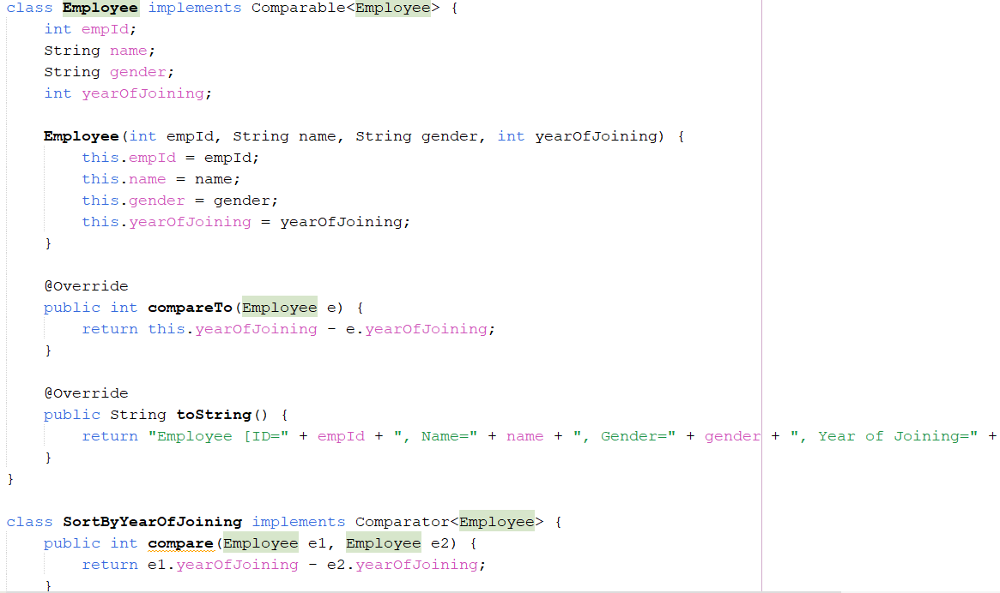 class Employee implements Comparable<Employee> {
    int empId;
    String name;
    String gender;
    int yearOfJoining;

    Employee(int empId, String name, String gender, int yearOfJoining) {
        this.empId = empId;
        this.name = name;
        this.gender = gender;
        this.yearOfJoining = yearOfJoining;
    }

    @Override
    public int compareTo(Employee e) {
        return this.yearOfJoining - e.yearOfJoining;
    }

    @Override
    public String toString() {
        return "Employee [ID=" + empId + ", Name=" + name + ", Gender=" + gender + ", Year of Joining=" +
    }
}

class SortByYearOfJoining implements Comparator<Employee> {
    public int compare(Employee e1, Employee e2) {
        return e1.yearOfJoining - e2.yearOfJoining;
    }